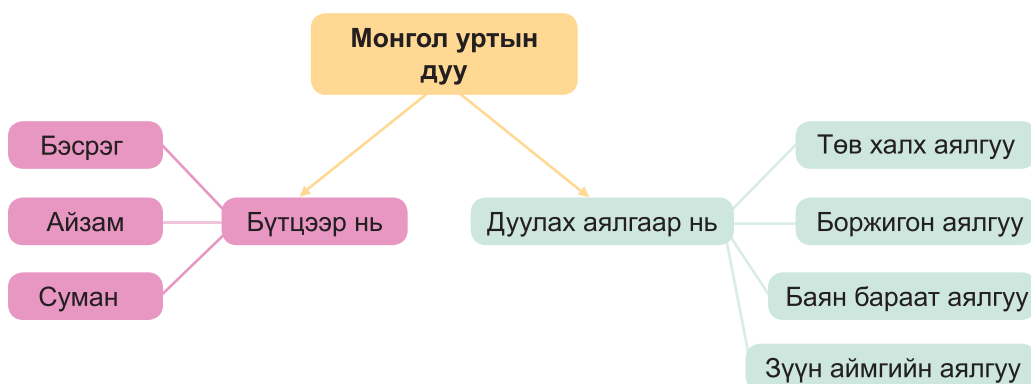 Монгол уртын
дуу
Бэсрэг
Айзам
Суман
Бүтцээр нь
Дуулах аялгаар нь
Төв халх аялгуу
Боржигон аялгуу
Баян бараат аялгуу
Зүүн аймгийн аялгуу